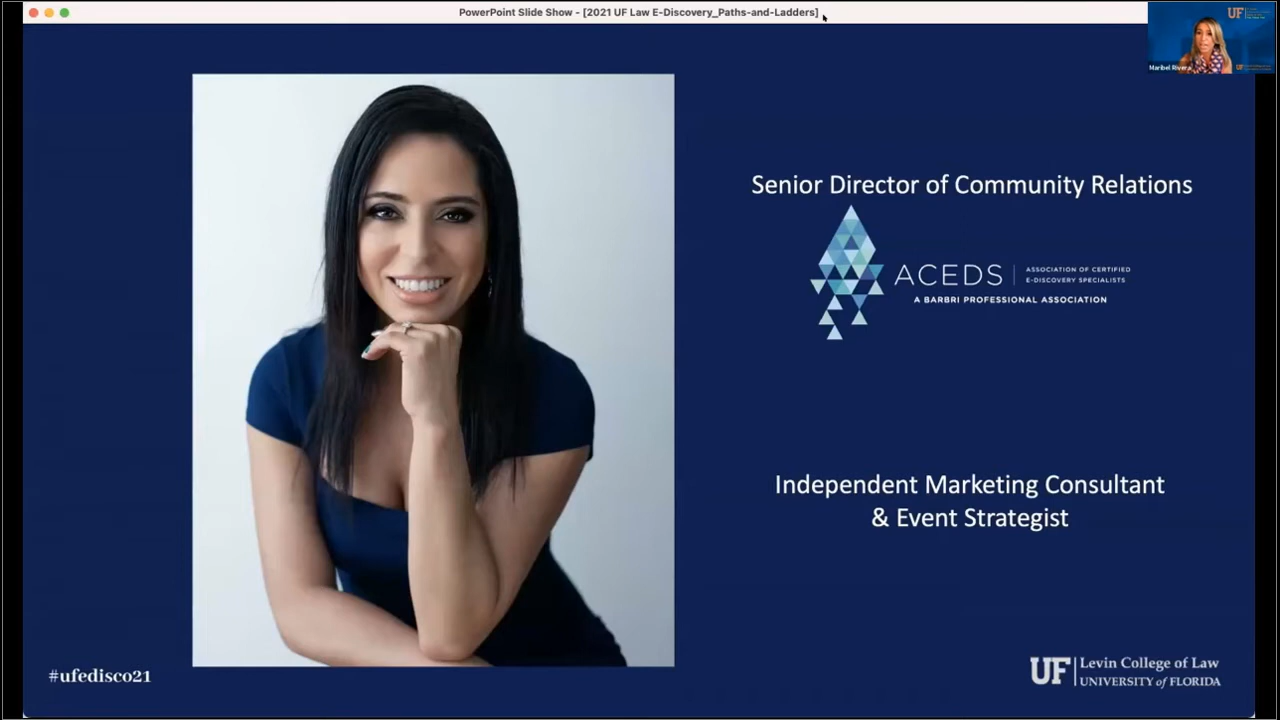 PowerPoint Slide Show - [2021 UF Law E-Discovery_Paths-and-Ladders]
UF
Maribel Rivera
Senior Director of Community Relations
ACEDS
ASSOCIATION OF CERTIFIED
E-DISCOVERY SPECIALISTS
A BARBRI PROFESSIONAL ASSOCIATION
Independent Marketing Consultant
& Event Strategist
#ufedisco21
UF
Levin College of Law
UNIVERSITY of FLORIDA